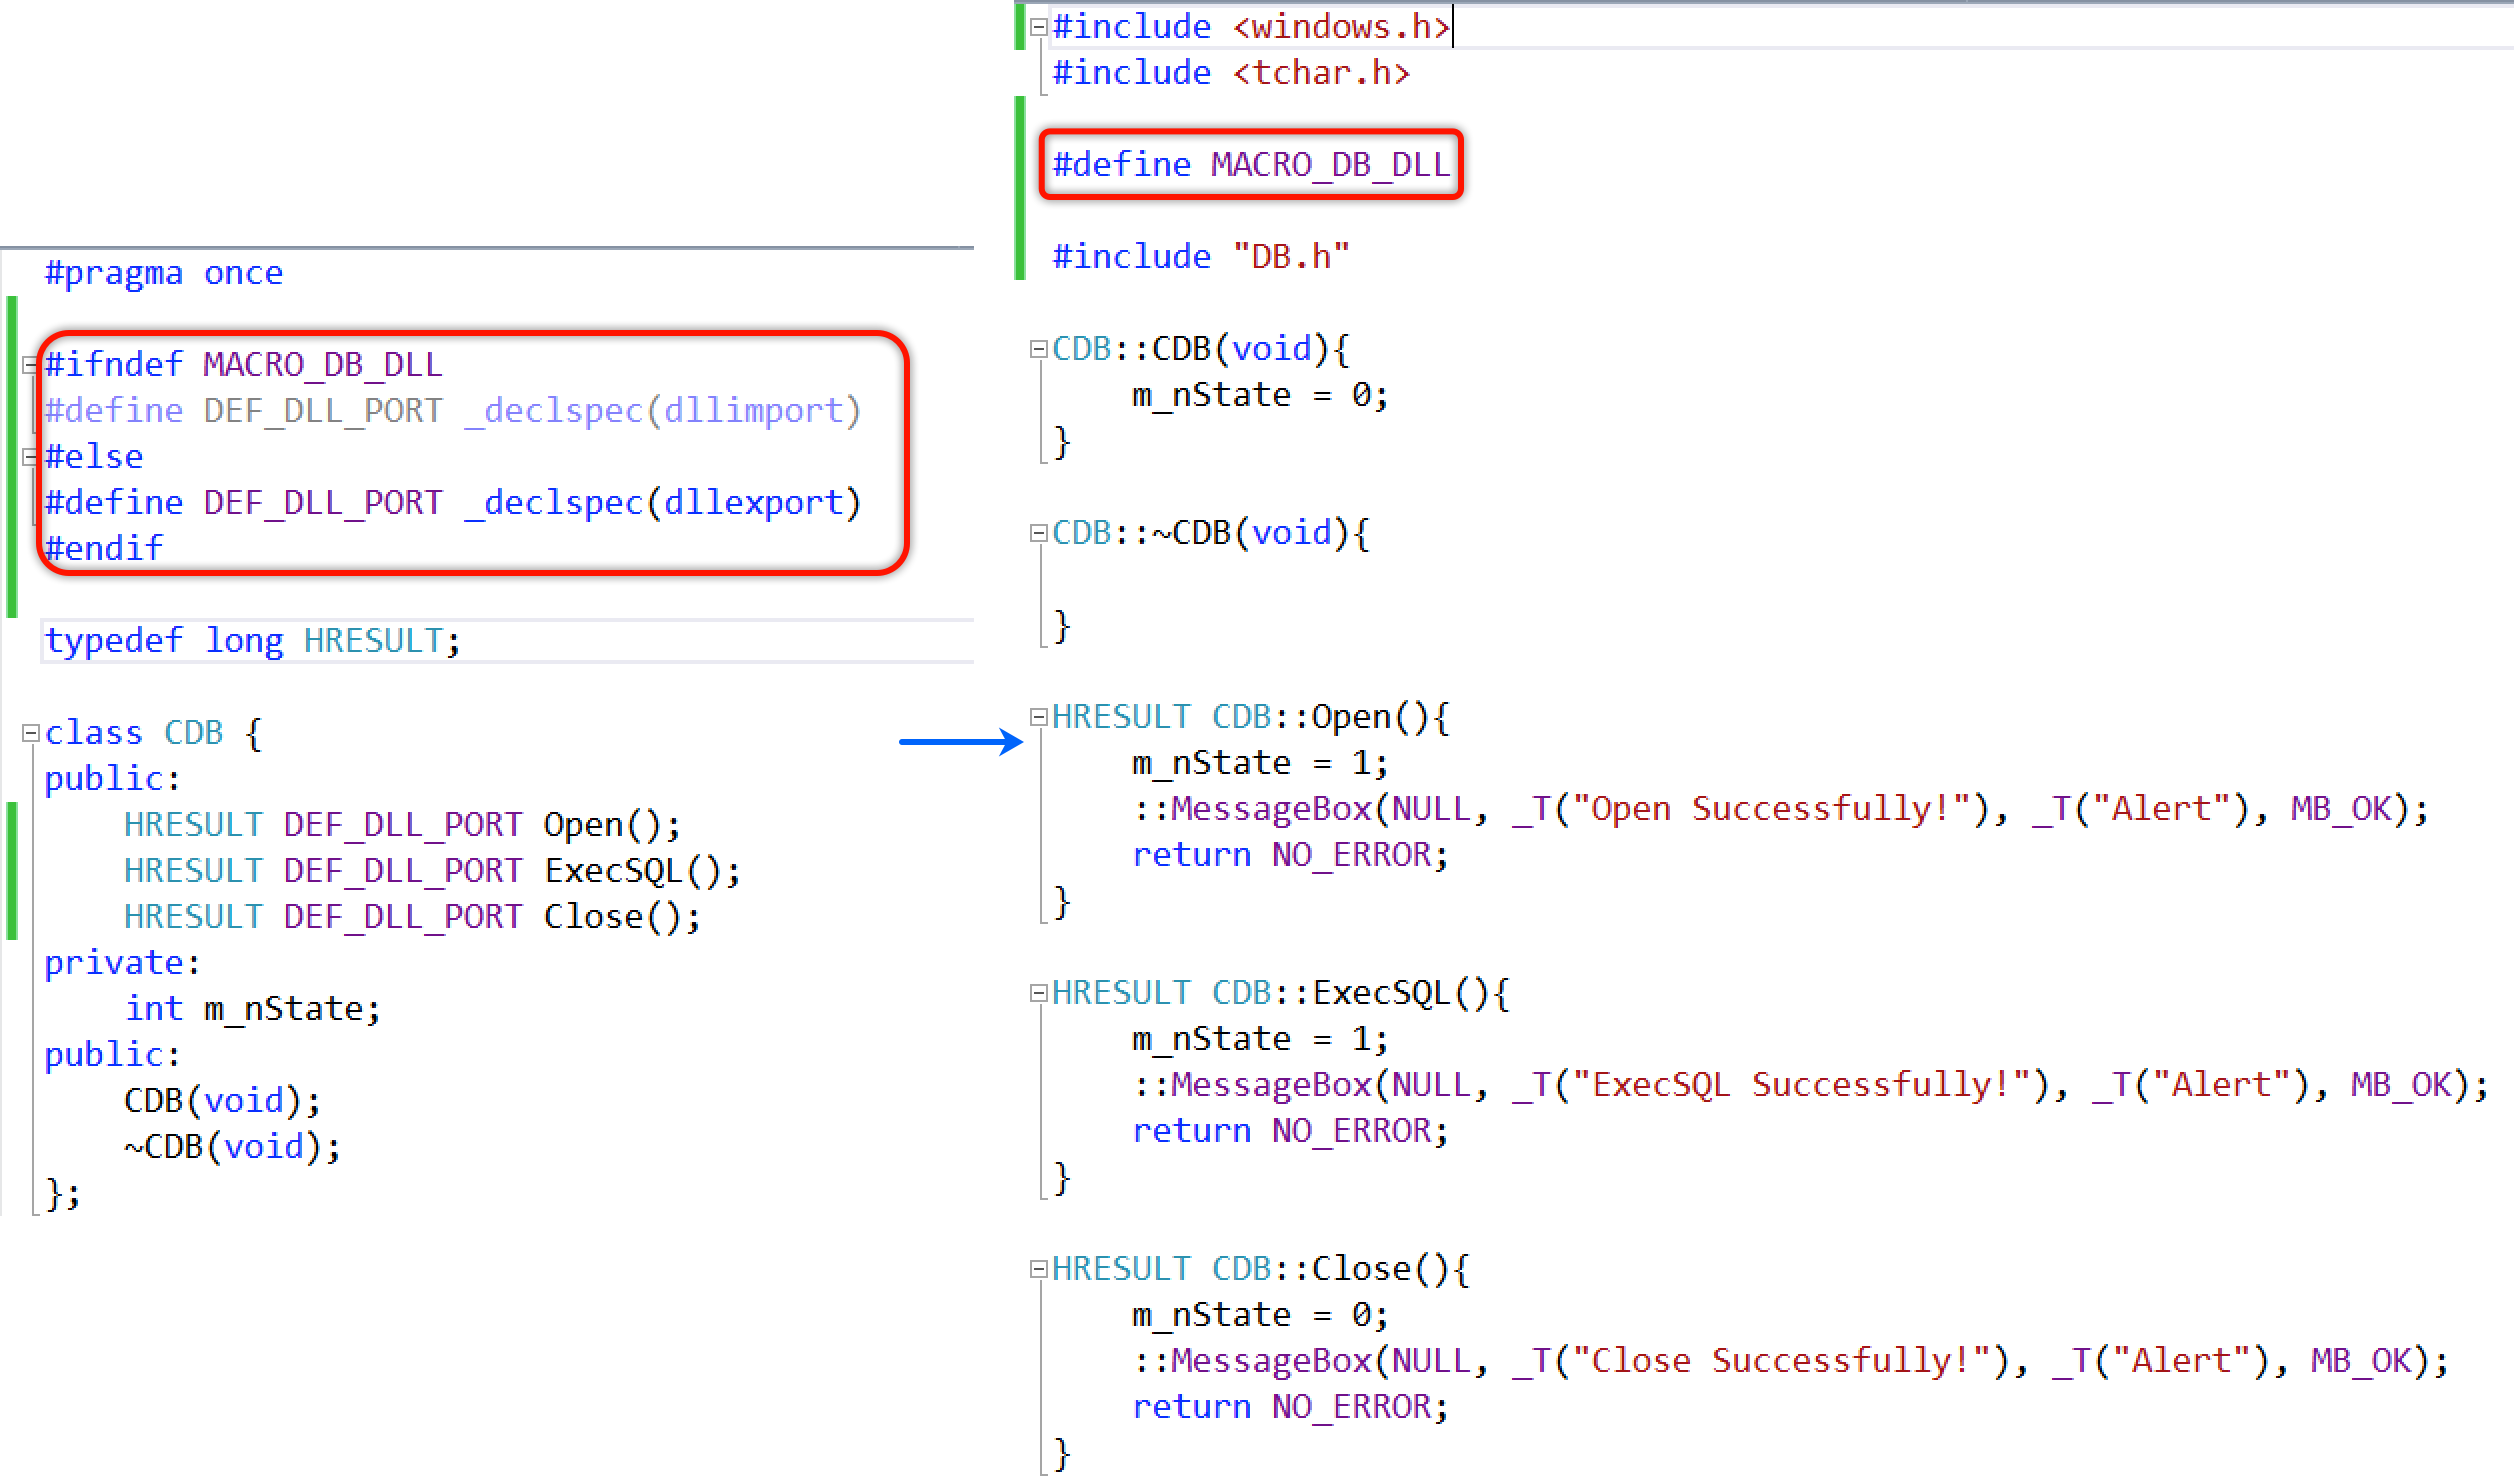 #pragma once
#ifndef MACRO_DB_DLL
#define DEF_DLL_PORT _declspec(dllimport)
#else
#define DEF_DLL_PORT _declspec(dllexport)
#endif
typedef long HRESULT;
class CDB {
public:
HRESULT DEF_DLL_PORT Open();
HRESULT DEF_DLL_PORT ExecSQL();
HRESULT DEF_DLL_PORT Close();
private:
int m_nState;
public:
CDB(void);
~CDB(void);
};
#include <windows.h>
#include <tchar.h>
#define MACRO_DB_DLL
#include "DB.h"
CDB::CDB(void){
m_nState = 0;
}
CDB::~CDB(void){
}
HRESULT CDB::Open(){
m_nState = 1;
::MessageBox(NULL, _T("Open Successfully!"), _T("Alert"), MB_OK);
return NO_ERROR;
}
HRESULT CDB::ExecSQL(){
m_nState = 1;
::MessageBox(NULL, _T("ExecSQL Successfully!"), _T("Alert"), MB_OK);
return NO_ERROR;
}
HRESULT CDB::Close(){
m_nState = 0;
::MessageBox(NULL, _T("Close Successfully!"), _T("Alert"), MB_OK);
return NO_ERROR;
}